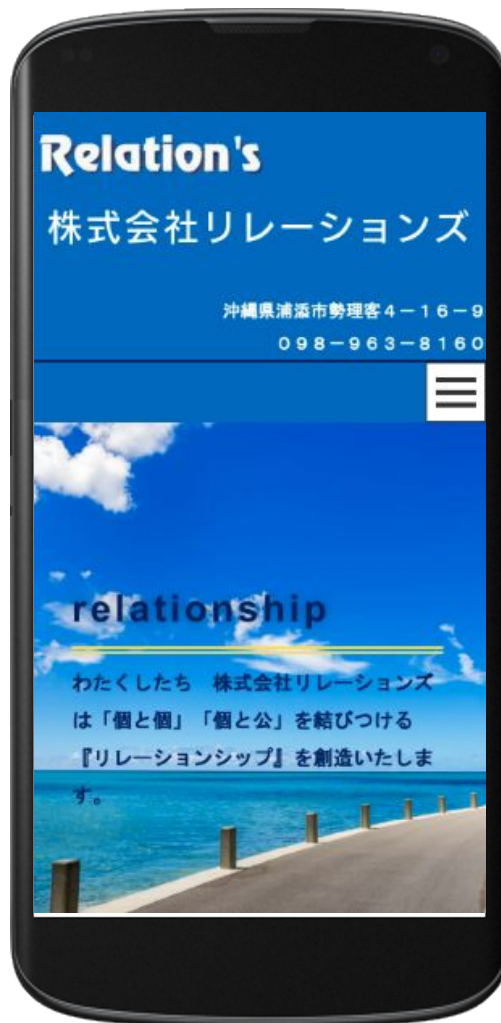 Relation's
株式会社リレーションズ
沖縄県浦添市勢理客4－16－9
098－963－8160
relationship
わたくしたち　株式会社リレーションズ
は「個と個」「個と公」を結びつける
『リレーションシップ』を創造いたしま
す。